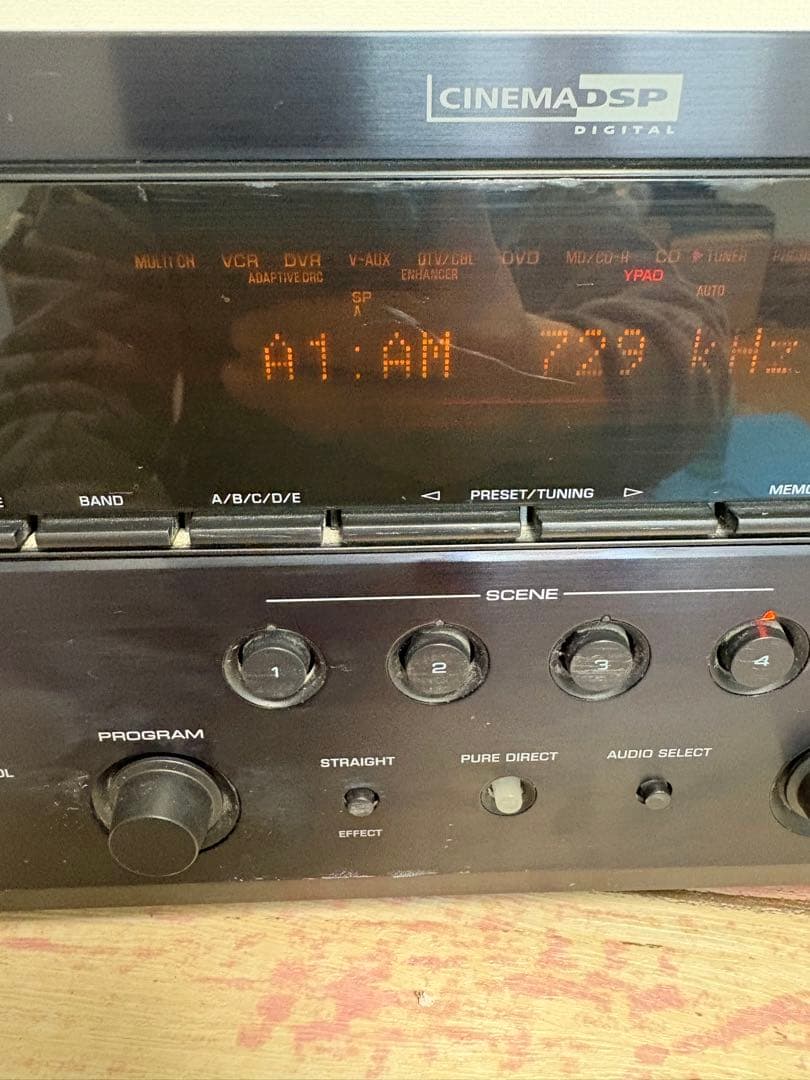 CINEMA DSP
DIGITAL
MULTI CH VCR DVR V-AUX DTV/CBL DVD MD/CD-R CD TUNER
ADAPTIVE DRC ENHANCER YPAO
SP AUTO
A
A1:AM 729 kHz
BAND A/B/C/D/E ◁ PRESET/TUNING ▷
SCENE
1 2 3 4
PROGRAM
STRAIGHT PURE DIRECT AUDIO SELECT
EFFECT